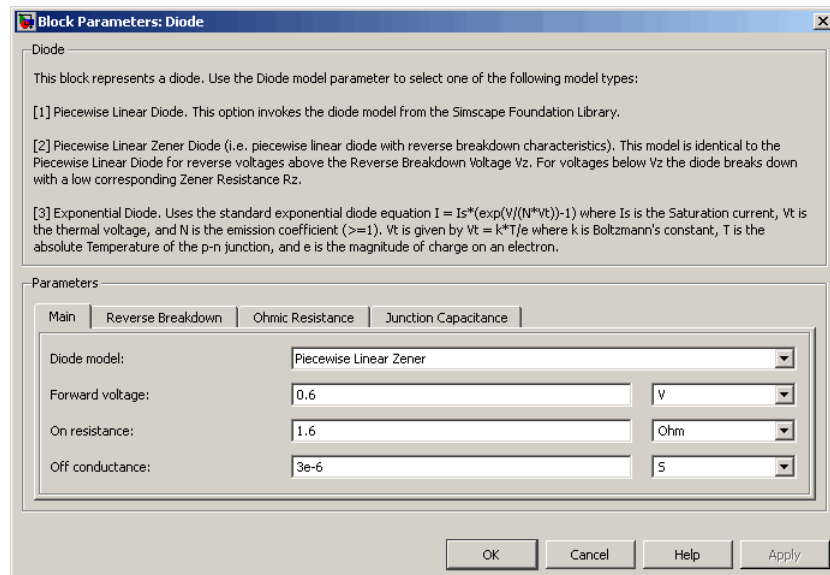 Block Parameters: Diode
Diode
This block represents a diode. Use the Diode model parameter to select one of the following model types:
[1] Piecewise Linear Diode. This option invokes the diode model from the Simscape Foundation Library.
[2] Piecewise Linear Zener Diode (i.e. piecewise linear diode with reverse breakdown characteristics). This model is identical to the
Piecewise Linear Diode for reverse voltages above the Reverse Breakdown Voltage Vz. For voltages below Vz the diode breaks down
with a low corresponding Zener Resistance Rz.
[3] Exponential Diode. Uses the standard exponential diode equation I = Is*(exp(V/(N*Vt))-1) where Is is the Saturation current, Vt is
the thermal voltage, and N is the emission coefficient (>=1). Vt is given by Vt = k*T/e where k is Boltzmann's constant, T is the
absolute Temperature of the p-n junction, and e is the magnitude of charge on an electron.
Parameters
Main Reverse Breakdown Ohmic Resistance Junction Capacitance
Diode model: Piecewise Linear Zener
Forward voltage: 0.6 V
On resistance: 1.6 Ohm
Off conductance: 3e-6 S
OK Cancel Help Apply